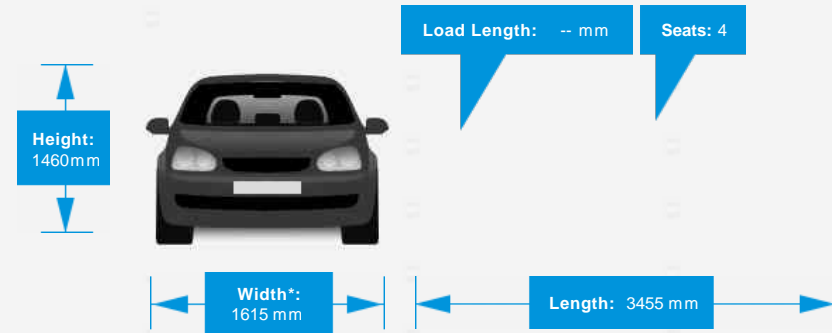 Load Length: -- mm
Seats: 4
Height:
1460mm
Width*:
1615 mm
Length: 3455 mm